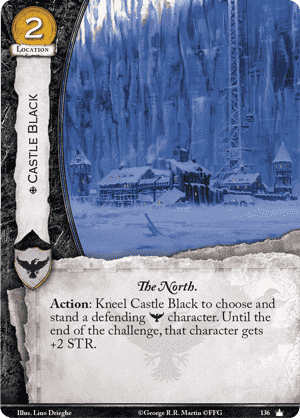 2
LOCATION
CASTLE BLACK
The North.
Action: Kneel Castle Black to choose and
stand a defending character. Until the
end of the challenge, that character gets
+2 STR.
Illus. Lino Drieghe ©George R.R. Martin ©FFG 136